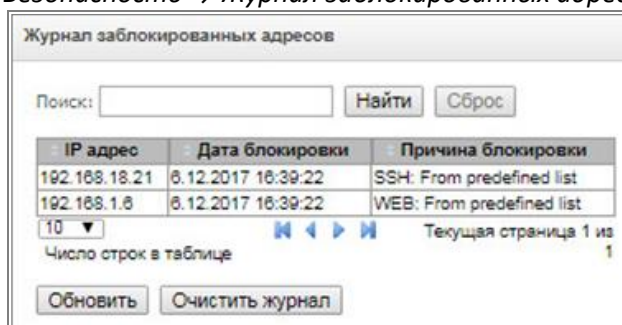 Безопасность → Журнал заблокированных адрес
Журнал заблокированных адресов
Поиск: Найти Сброс
IP адрес Дата блокировки Причина блокировки
192.168.18.21 6.12.2017 16:39:22 SSH: From predefined list
192.168.1.6 6.12.2017 16:39:22 WEB: From predefined list
10 Текущая страница 1 из
Число строк в таблице 1
Обновить Очистить журнал